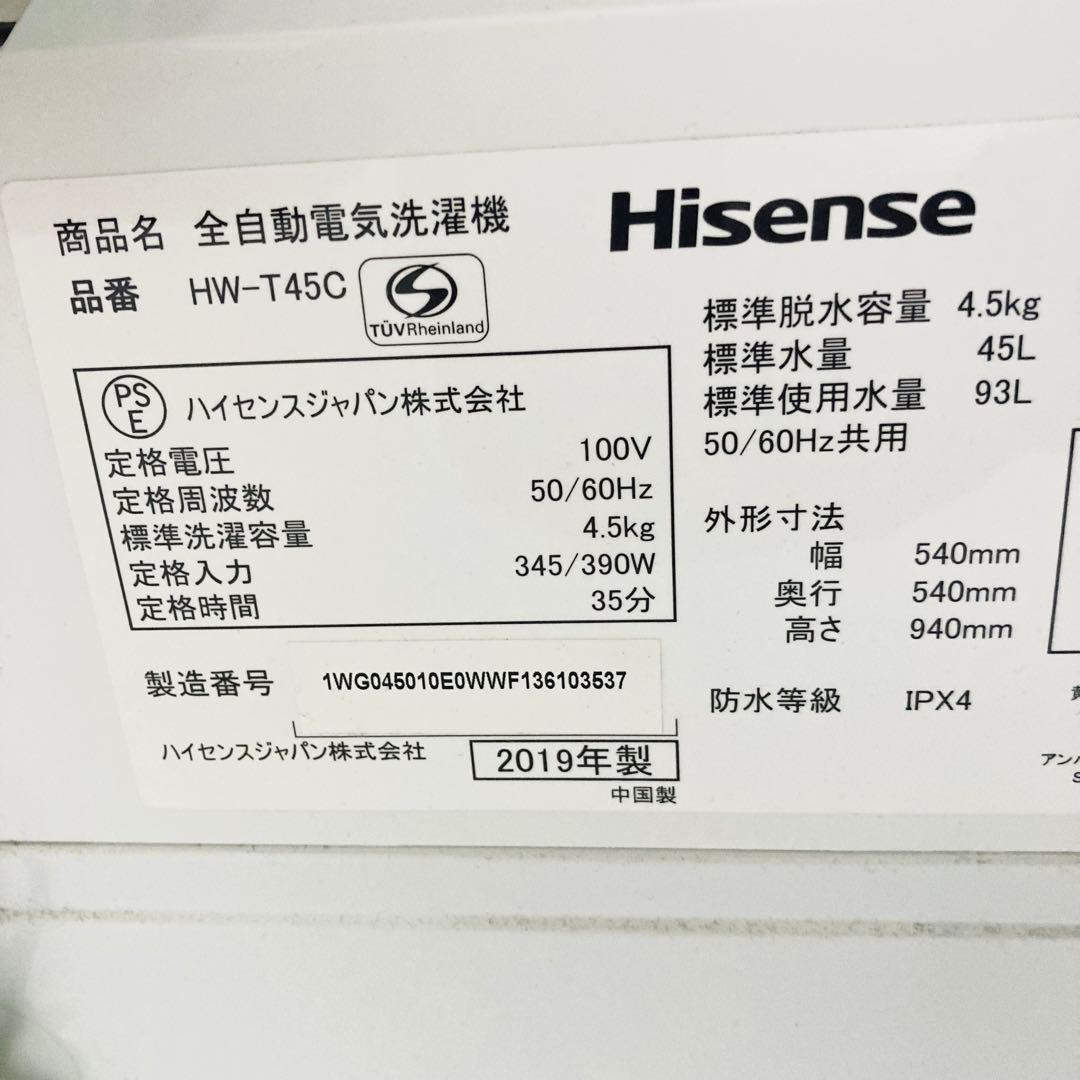 商品名 全自動電気洗濯機
品番 HW-T45C
TÜVRheinland
Hisense
PS
E
ハイセンスジャパン株式会社
定格電圧 100V
定格周波数 50/60Hz
標準洗濯容量 4.5kg
定格入力 345/390W
定格時間 35分
製造番号 1WG045010E0WWF136103537
ハイセンスジャパン株式会社
2019年製
中国製
標準脱水容量 4.5kg
標準水量 45L
標準使用水量 93L
50/60Hz共用
外形寸法
幅 540mm
奥行 540mm
高さ 940mm
防水等級 IPX4
アンバ
S